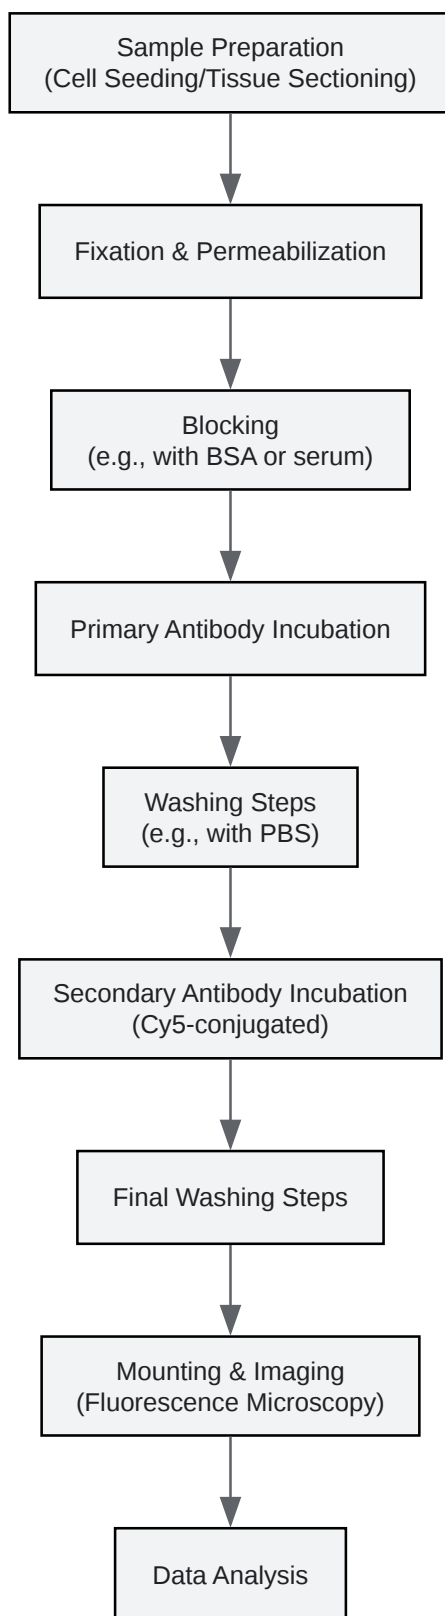 Sample Preparation
(Cell Seeding/Tissue Sectioning)
Fixation & Permeabilization
Blocking
(e.g., with BSA or serum)
Primary Antibody Incubation
Washing Steps
(e.g., with PBS)
Secondary Antibody Incubation
(Cy5-conjugated)
Final Washing Steps
Mounting & Imaging
(Fluorescence Microscopy)
Data Analysis